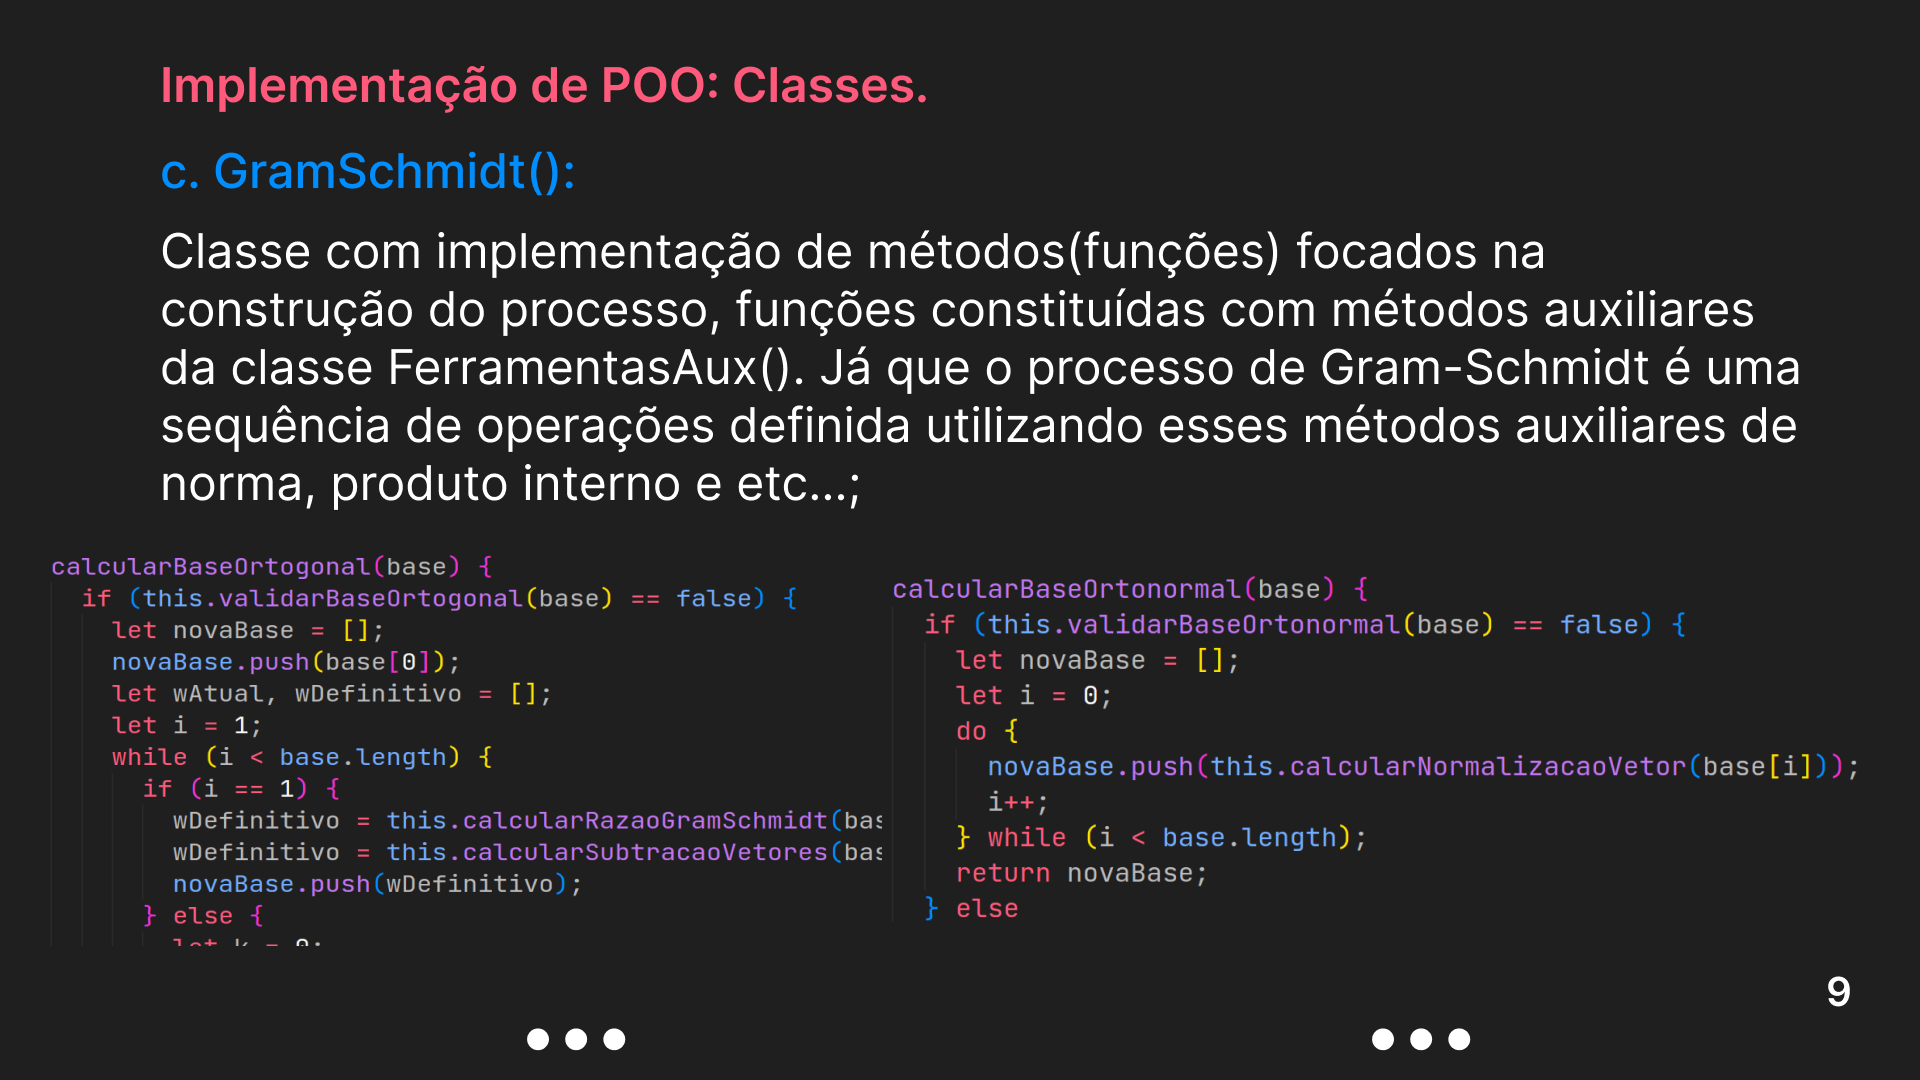 Implementação de POO: Classes.
c. GramSchmidt():
Classe com implementação de métodos(funções) focados na
construção do processo, funções constituídas com métodos auxiliares
da classe FerramentasAux(). Já que o processo de Gram-Schmidt é uma
sequência de operações definida utilizando esses métodos auxiliares de
norma, produto interno e etc...;
calcularBaseOrtogonal(base) {
if (this.validarBaseOrtogonal(base) == false) {
let novaBase = [];
novaBase.push(base[0]);
let wAtual, wDefinitivo = [];
let i = 1;
while (i < base.length) {
if (i == 1) {
wDefinitivo = this.calcularRazaoGramSchmidt(bas
wDefinitivo = this.calcularSubtracaoVetores(bas
novaBase.push(wDefinitivo);
} else {
let k = 0;
calcularBaseOrtonormal(base) {
if (this.validarBaseOrtonormal(base) == false) {
let novaBase = [];
let i = 0;
do {
novaBase.push(this.calcularNormalizacaoVetor(base[i]));
i++;
} while (i < base.length);
return novaBase;
} else
9